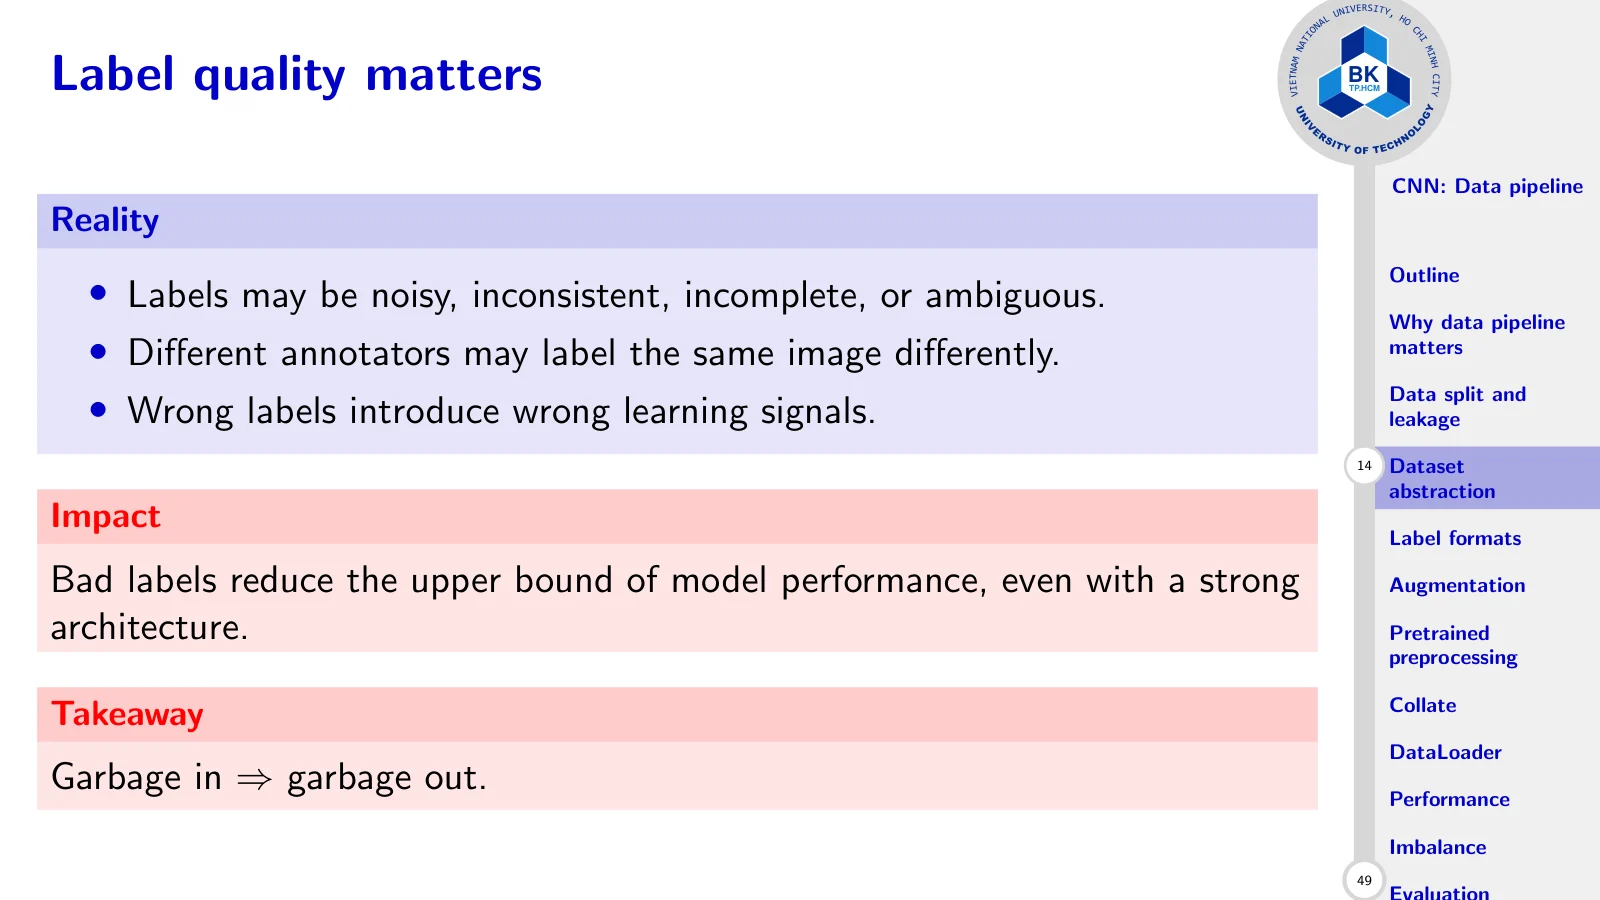 Label quality matters
Reality
• Labels may be noisy, inconsistent, incomplete, or ambiguous.
• Different annotators may label the same image differently.
• Wrong labels introduce wrong learning signals.
Impact
Bad labels reduce the upper bound of model performance, even with a strong
architecture.
Takeaway
Garbage in ⇒ garbage out.
VIETNAM NATIONAL UNIVERSITY, HO CHI MINH CITY
BK
TP.HCM
UNIVERSITY OF TECHNOLOGY
CNN: Data pipeline
Outline
Why data pipeline
matters
Data split and
leakage
14
Dataset
abstraction
Label formats
Augmentation
Pretrained
preprocessing
Collate
DataLoader
Performance
Imbalance
49
Evaluation